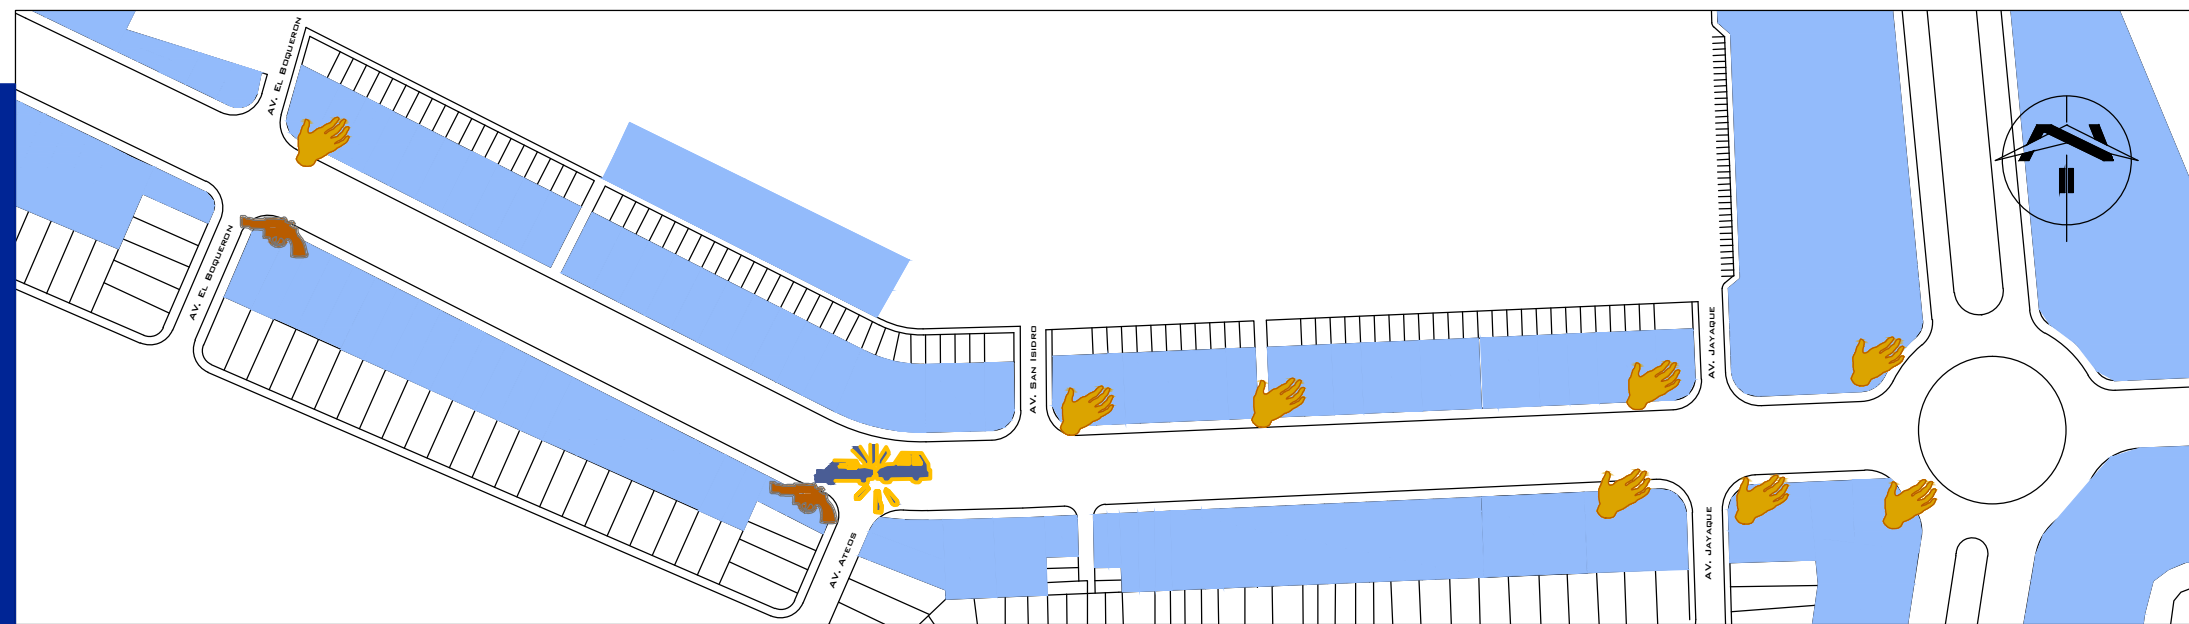 AV. EL BOQUERON
AV. EL BOQUERON
AV. SAN ISIDRO
AV. JAYAQUE
AV. ATEOS
AV. JAYAQUE
N